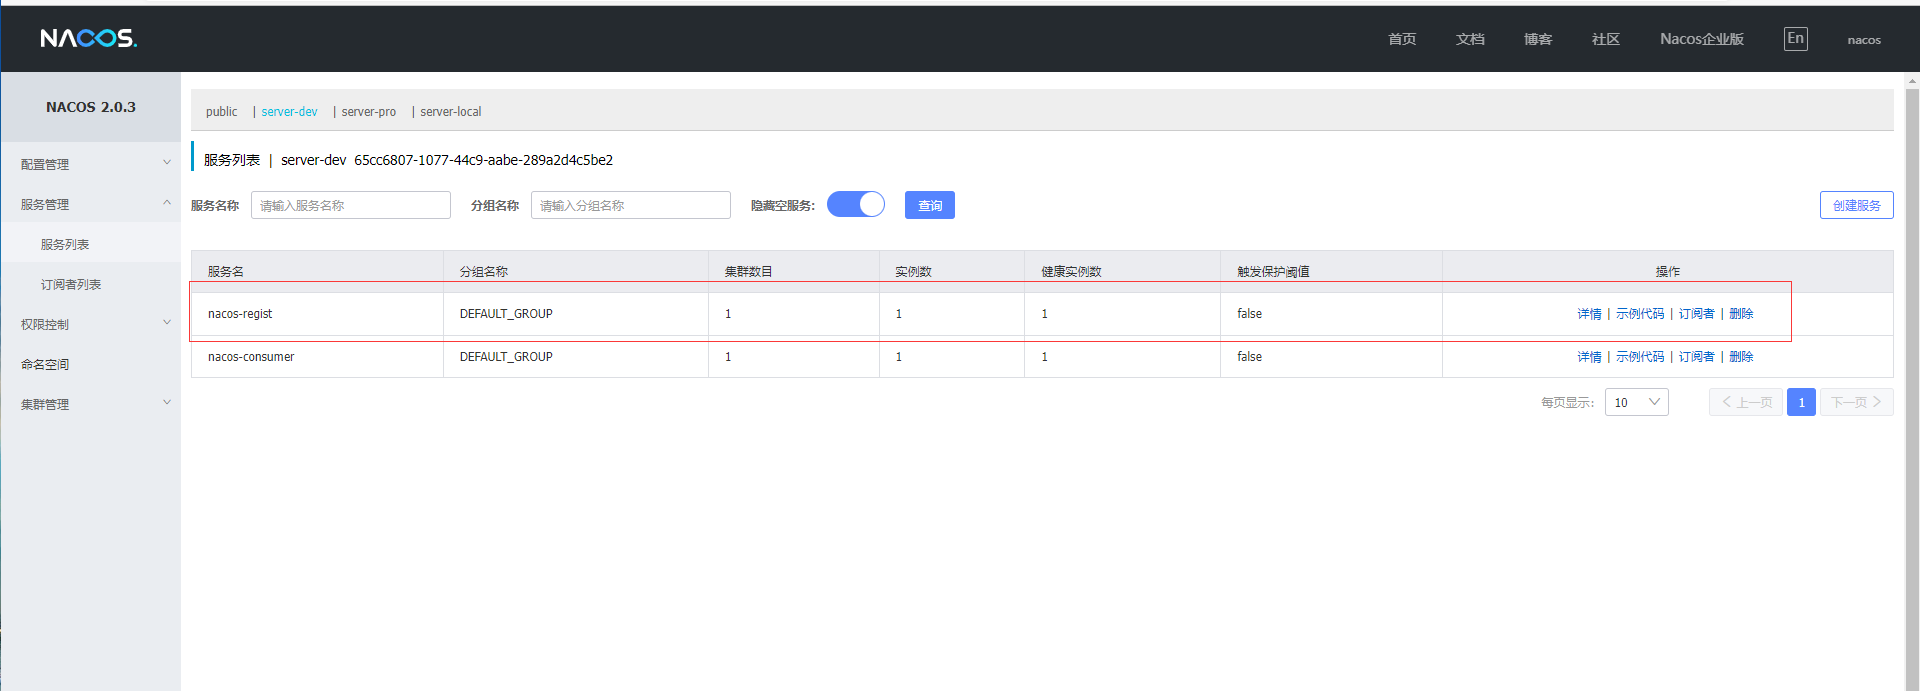 NACOS.
首页 文档 博客 社区 Nacos企业版 En nacos
NACOS 2.0.3
配置管理
服务管理
服务列表
订阅者列表
权限控制
命名空间
集群管理
public | server-dev | server-pro | server-local
服务列表 | server-dev 65cc6807-1077-44c9-aabe-289a2d4c5be2
服务名称 请输入服务名称 分组名称 请输入分组名称 隐藏空服务: 查询 创建服务
服务名 分组名称 集群数目 实例数 健康实例数 触发保护阈值 操作
nacos-regist DEFAULT_GROUP 1 1 1 false 详情 | 示例代码 | 订阅者 | 删除
nacos-consumer DEFAULT_GROUP 1 1 1 false 详情 | 示例代码 | 订阅者 | 删除
每页显示: 10 上一页 1 下一页